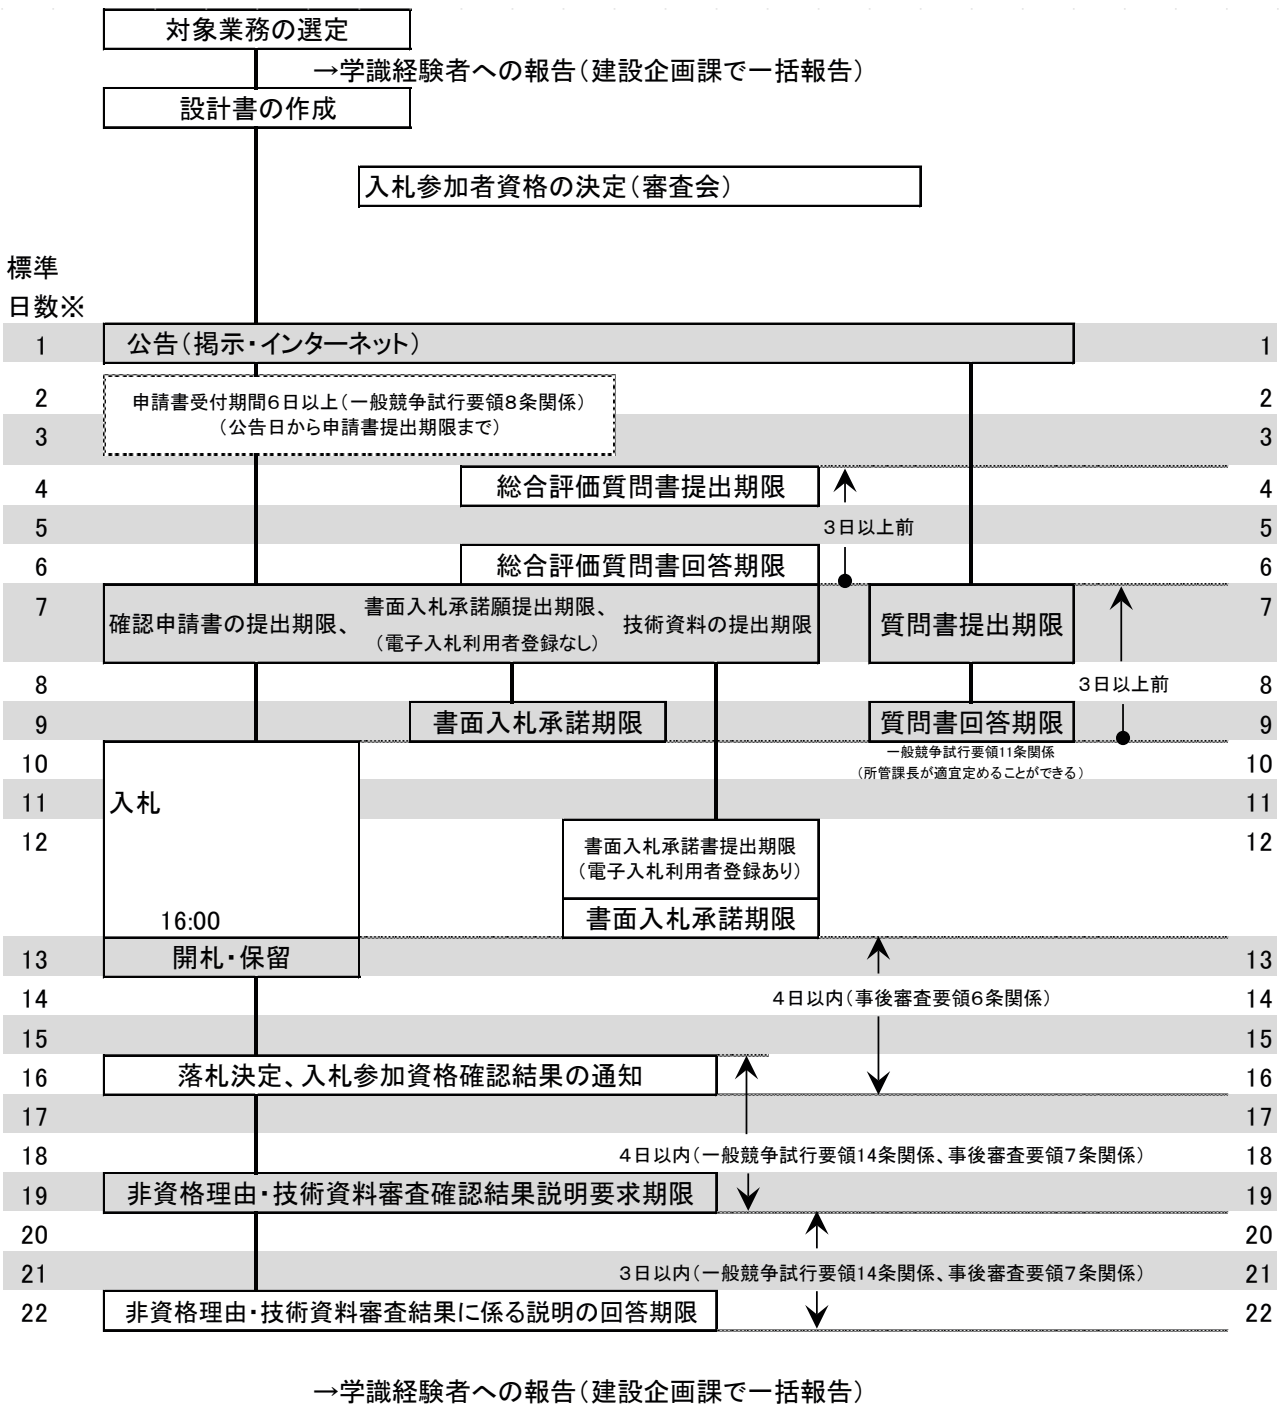 対象業務の選定
→学識経験者への報告（建設企画課で一括報告）
設計書の作成
入札参加者資格の決定（審査会）
標準
日数※
1 公告（掲示・インターネット） 1
2 申請書受付期間６日以上（一般競争試行要領８条関係） 2
3 （公告日から申請書提出期限まで） 3
4 総合評価質問書提出期限 4
5 ３日以上前 5
6 総合評価質問書回答期限 6
7 確認申請書の提出期限、 書面入札承諾願提出期限、 技術資料の提出期限 質問書提出期限 7
（電子入札利用者登録なし）
8 ３日以上前 8
9 書面入札承諾期限 質問書回答期限 9
一般競争試行要領11条関係
10 （所管課長が適宜定めることができる） 10
11 入札 11
12 書面入札承諾書提出期限 12
（電子入札利用者登録あり）
16:00 書面入札承諾期限
13 開札・保留 13
14 ４日以内（事後審査要領６条関係） 14
15 15
16 落札決定、入札参加資格確認結果の通知 16
17 17
18 ４日以内（一般競争試行要領14条関係、事後審査要領７条関係） 18
19 非資格理由・技術資料審査確認結果説明要求期限 19
20 20
21 ３日以内（一般競争試行要領14条関係、事後審査要領７条関係） 21
22 非資格理由・技術資料審査結果に係る説明の回答期限 22
→学識経験者への報告（建設企画課で一括報告）